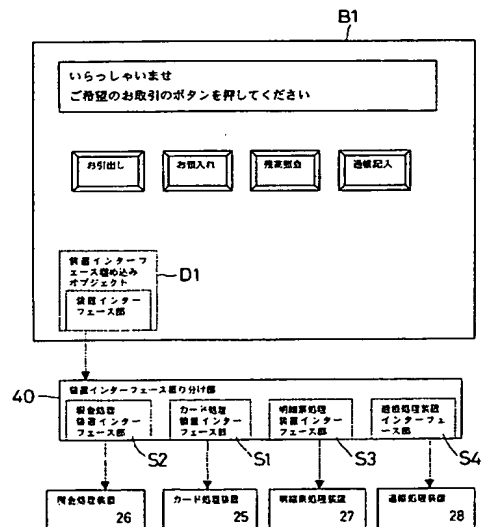 B1
いらっしゃいませ
ご希望のお取引のボタンを押してください
お引出し
お預入れ
残高照会
通帳記入
装置インターフ
ェース埋め込み
オブジェクト
装置インター
フェース部
D1
40
装置インターフェース振り分け部
現金処理
装置インター
フェース部
カード処理
装置インター
フェース部
明細票処理
装置インター
フェース部
通帳処理装置
インターフェ
ース部
S2
S1
S3
S4
現金処理装置
26
カード処理装置
25
明細票処理装置
27
通帳処理装置
28